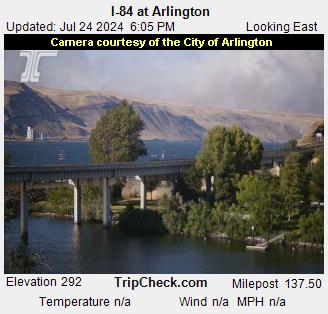 I-84 at Arlington
Updated: Jul 24 2024 6:05 PM Looking East
Camera courtesy of the City of Arlington
Elevation 292 TripCheck.com Milepost 137.50
Temperature n/a Wind n/a MPH n/a